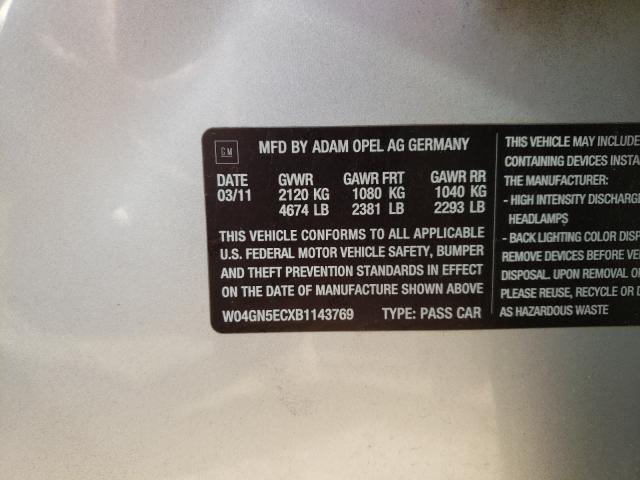 GM
MFD BY ADAM OPEL AG GERMANY
DATE GVWR GAWR FRT GAWR RR
03/11 2120 KG 1080 KG 1040 KG
4674 LB 2381 LB 2293 LB
THIS VEHICLE CONFORMS TO ALL APPLICABLE
U.S. FEDERAL MOTOR VEHICLE SAFETY, BUMPER
AND THEFT PREVENTION STANDARDS IN EFFECT
ON THE DATE OF MANUFACTURE SHOWN ABOVE
W04GN5ECXB1143769 TYPE: PASS CAR
THIS VEHICLE MAY INCLUDE
CONTAINING DEVICES INSTA
THE MANUFACTURER:
- HIGH INTENSITY DISCHARG
HEADLAMPS
- BACK LIGHTING COLOR DISP
REMOVE DEVICES BEFORE VE
DISPOSAL. UPON REMOVAL O
PLEASE REUSE, RECYCLE OR D
AS HAZARDOUS WASTE